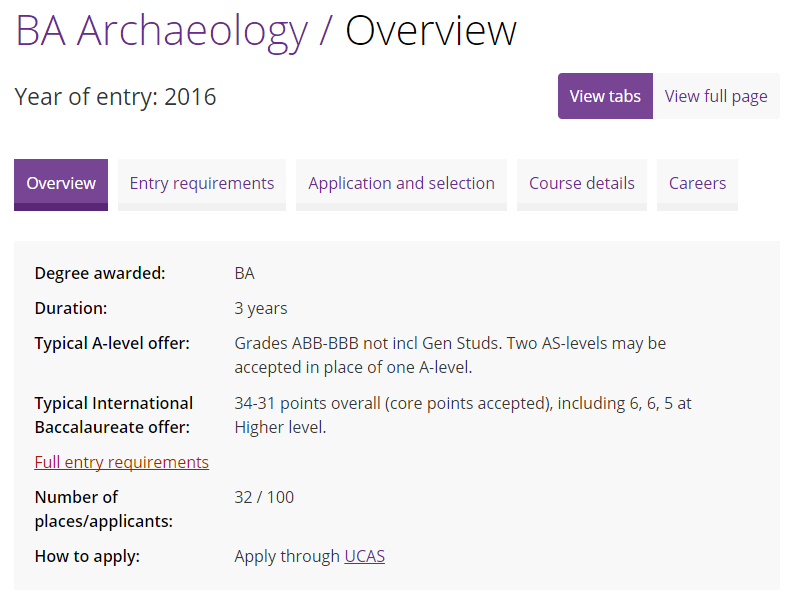 BA Archaeology / Overview
Year of entry: 2016
View tabs
View full page
Overview
Entry requirements
Application and selection
Course details
Careers
Degree awarded: BA
Duration: 3 years
Typical A-level offer: Grades ABB-BBB not incl Gen Studs. Two AS-levels may be
accepted in place of one A-level.
Typical International
Baccalaureate offer:
34-31 points overall (core points accepted), including 6, 6, 5 at
Higher level.
Full entry requirements
Number of
places/applicants:
32 / 100
How to apply: Apply through UCAS